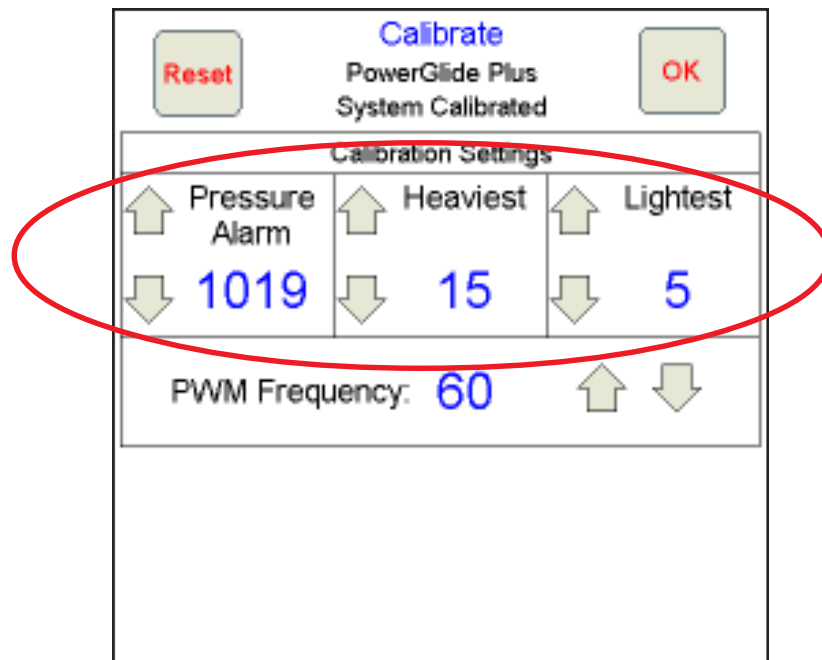 Reset
Calibrate
PowerGlide Plus
System Calibrated
OK
Calibration Settings
Pressure
Alarm
1019
Heaviest
15
Lightest
5
PWM Frequency: 60